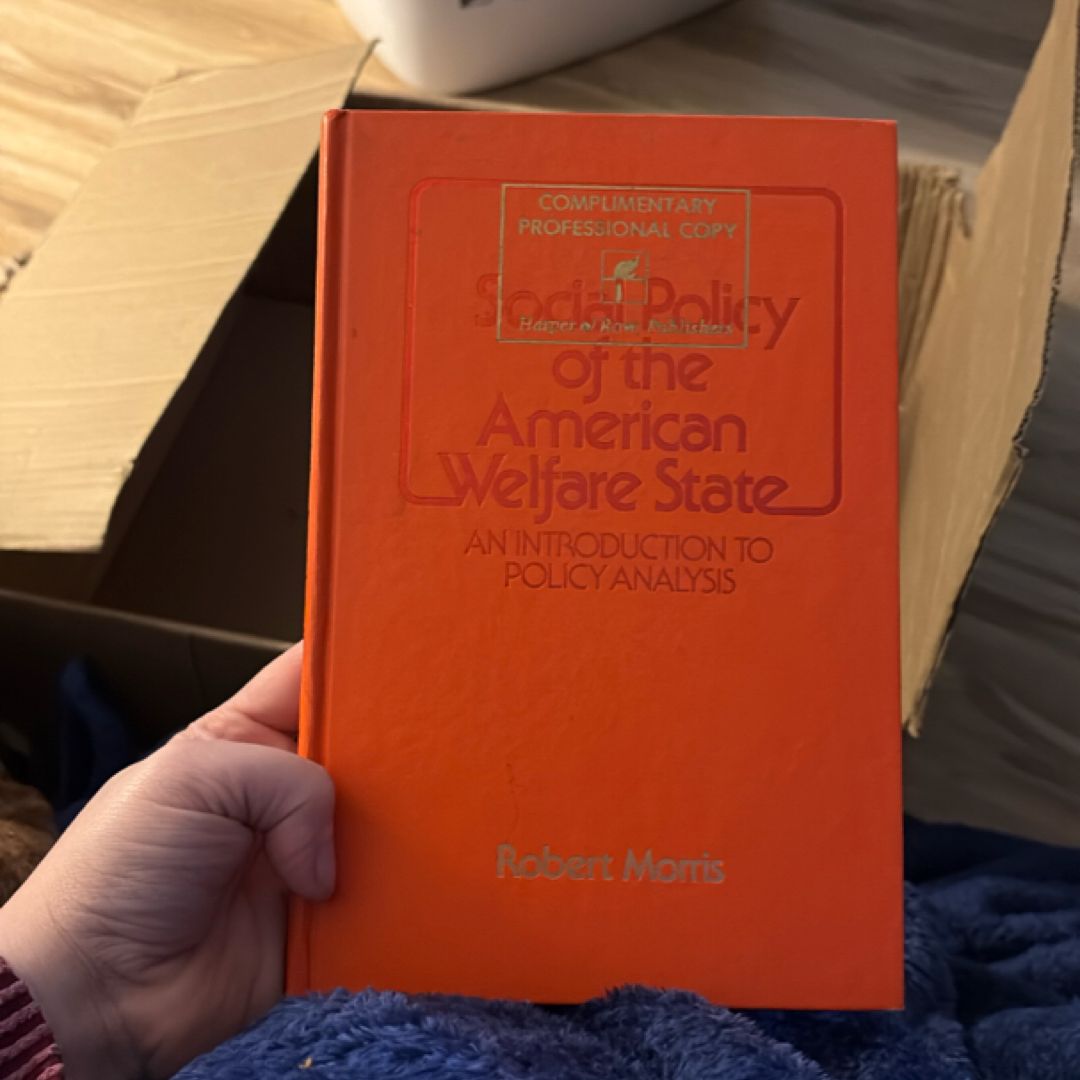 COMPLIMENTARY
PROFESSIONAL COPY
Harper & Row, Publishers
Social Policy
of the
American
Welfare State
AN INTRODUCTION TO
POLICY ANALYSIS
Robert Morris